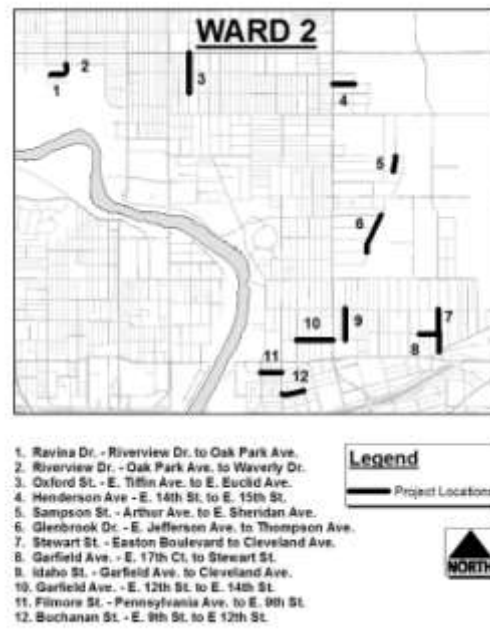 WARD 2
2
1
3
4
5
6
7
8
9
10
11
12
1. Ravina Dr. - Riverview Dr. to Oak Park Ave.
2. Riverview Dr. - Oak Park Ave. to Waverly Dr.
3. Oxford St. - E. Tiffin Ave. to E. Euclid Ave.
4. Henderson Ave - E. 14th St. to E. 15th St.
5. Sampson St. - Arthur Ave. to E. Sheridan Ave.
6. Glenbrook Dr. - E. Jefferson Ave. to Thompson Ave.
7. Stewart St. - Easton Boulevard to Cleveland Ave.
8. Garfield Ave. - E. 17th Ct. to Stewart St.
9. Idaho St. - Garfield Ave. to Cleveland Ave.
10. Garfield Ave. - E. 12th St. to E. 14th St.
11. Filmore St. - Pennsylvania Ave. to E. 9th St.
12. Buchanan St. - E. 9th St. to E 12th St.
Legend
Project Locations
NORTH